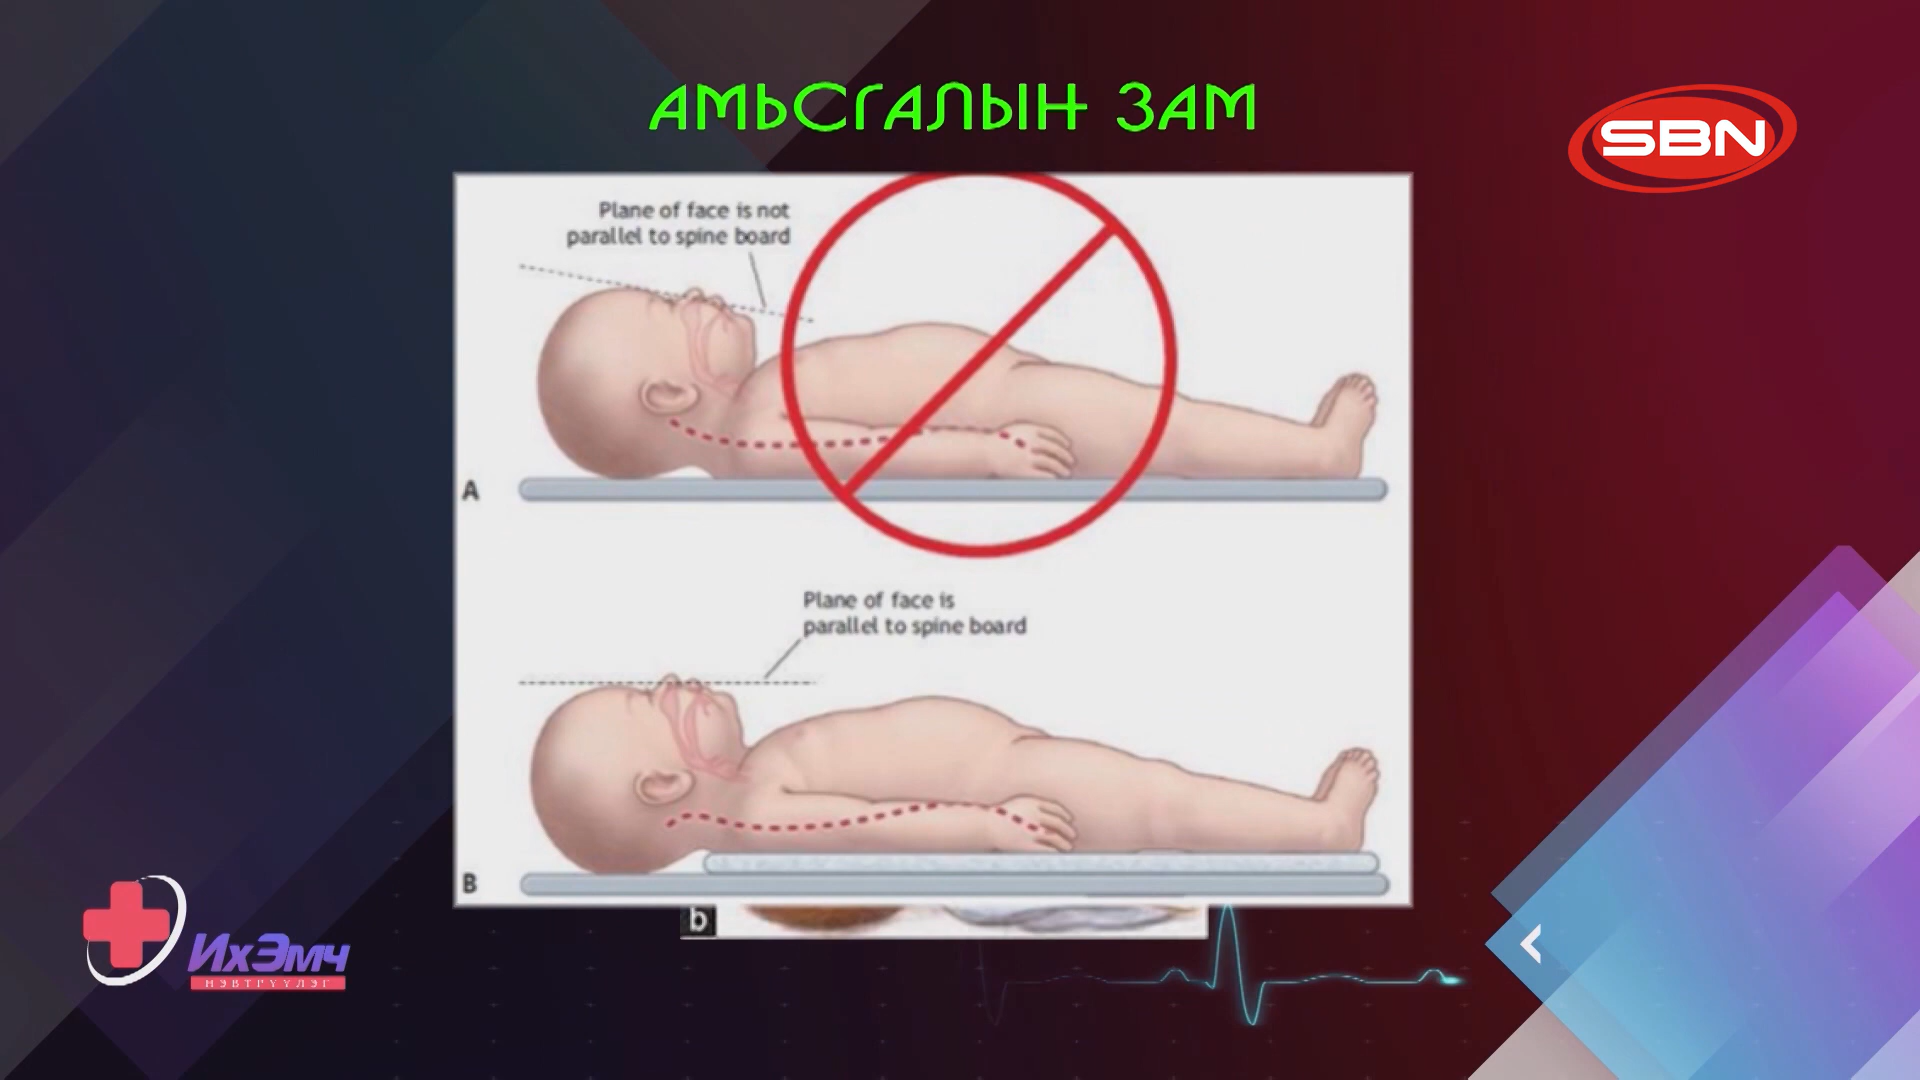 АМЬСГАЛЫН ЗАМ
SBN
Plane of face is not
parallel to spine board
A
Plane of face is
parallel to spine board
B
b
ИхЭмч
НЭВТРҮҮЛЭГ